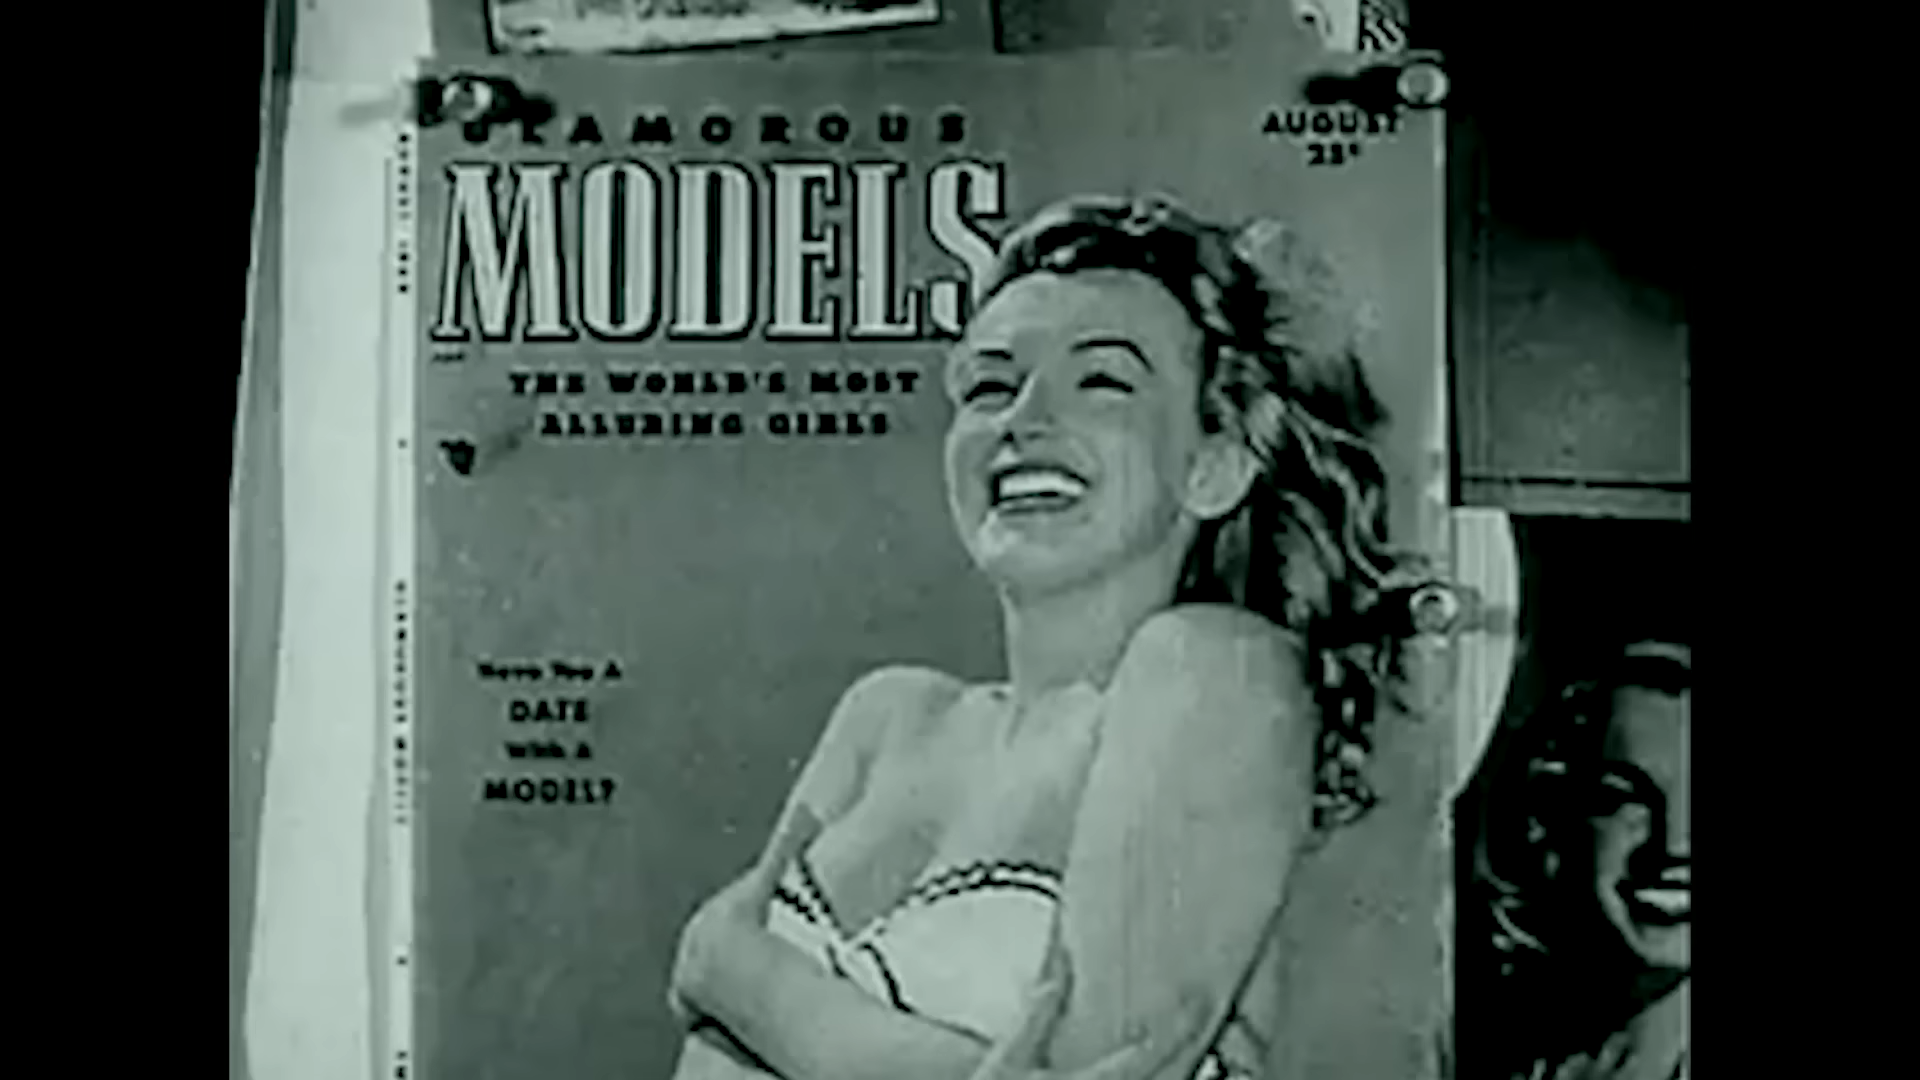 GLAMOROUS
MODELS
AUGUST
25¢
THE WORLD'S MOST
ALLURING GIRLS
Have You A
DATE
With A
MODEL?